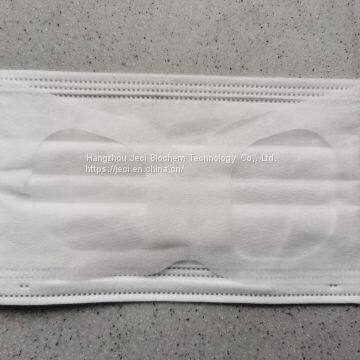 Hangzhou Jeci Biochem Technology Co,. Ltd.
https://jeci.en.china.cn/